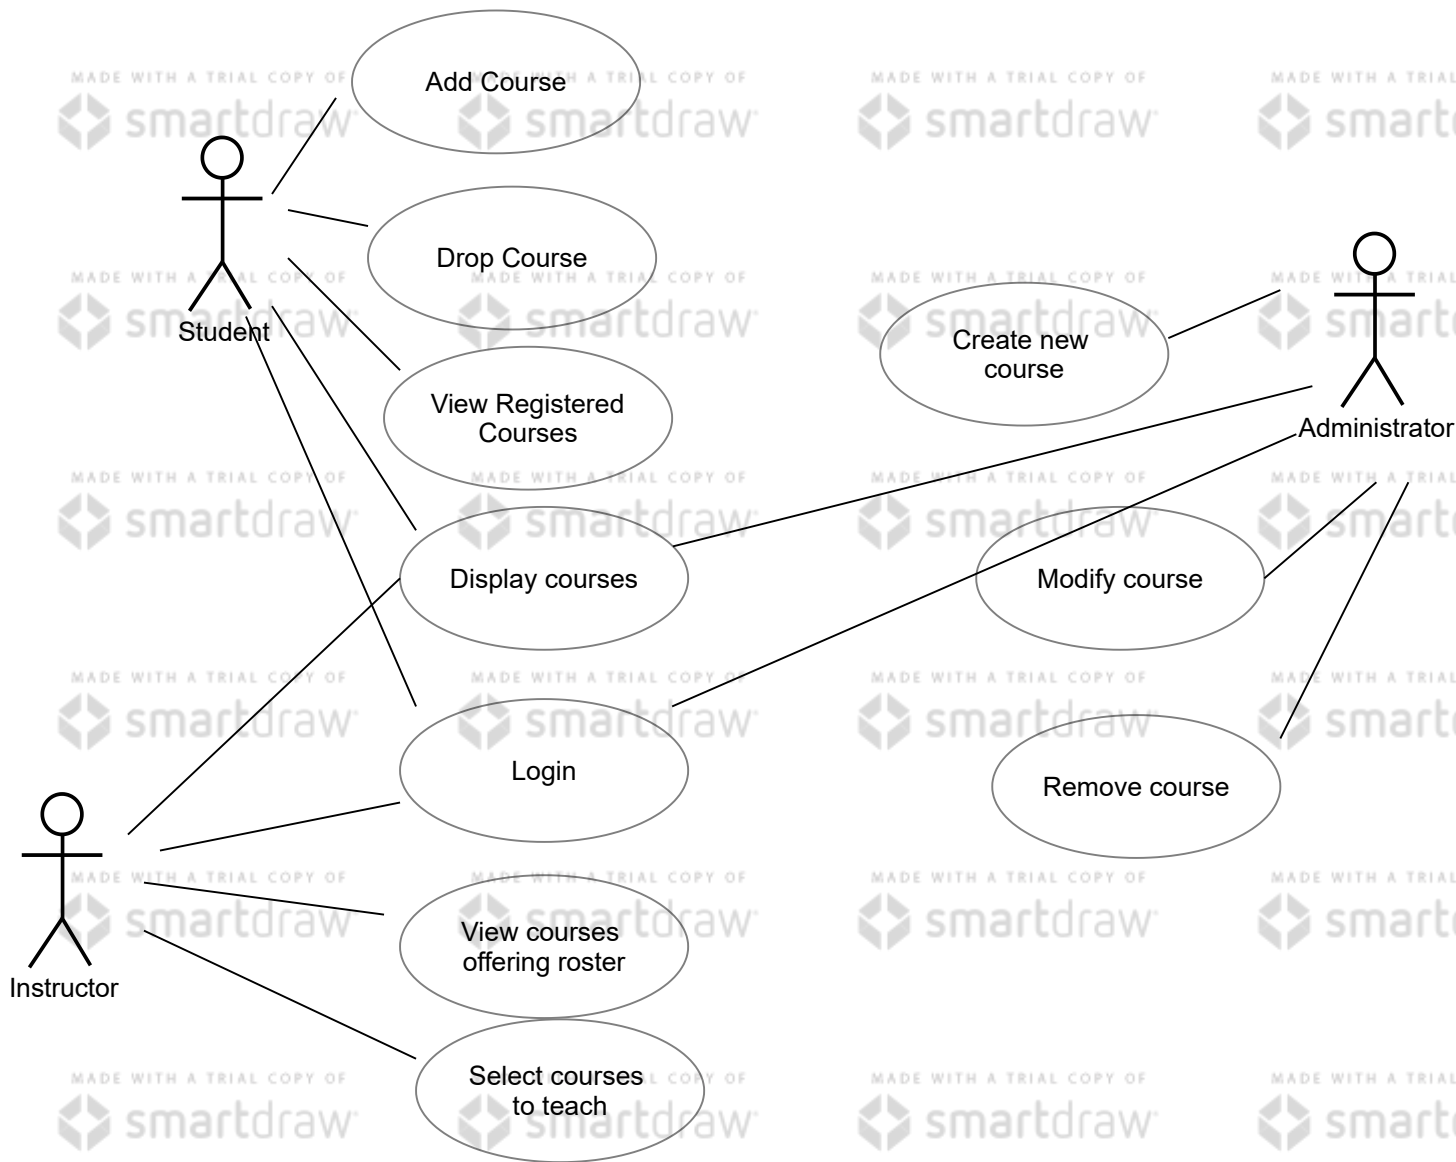 Add Course
Drop Course
Student
Create new
course
View Registered
Courses
Administrator
Display courses
Modify course
Login
Remove course
View courses
offering roster
Instructor
Select courses
to teach
MADE WITH A TRIAL COPY OF
smartdraw